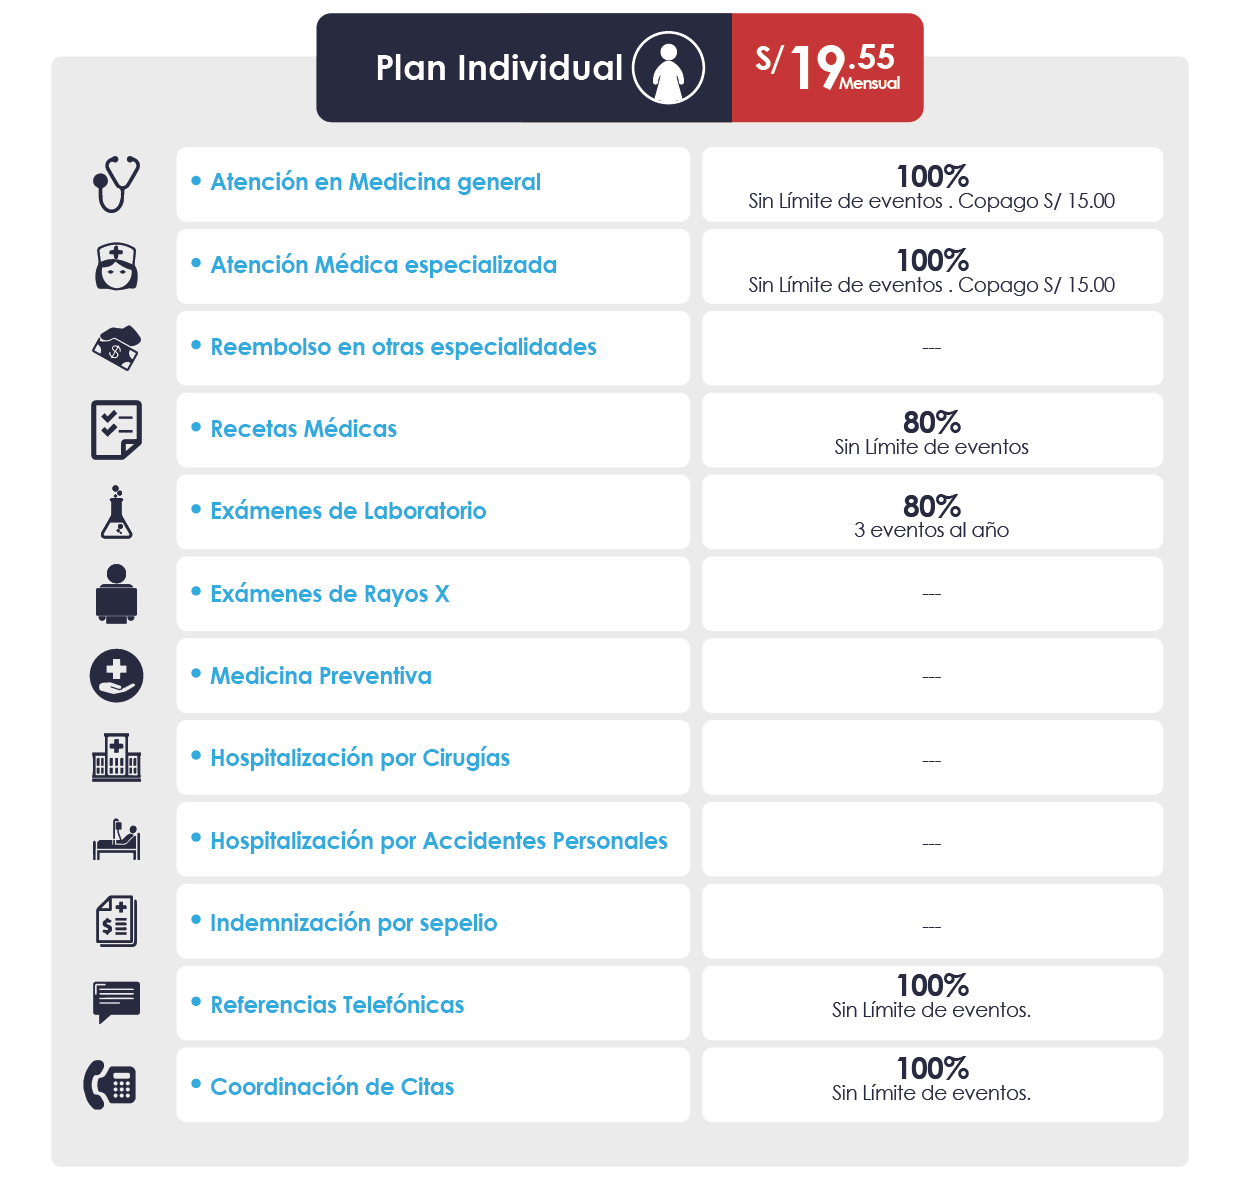 Plan Individual
S/ 19.55
Mensual
• Atención en Medicina general
100%
Sin Límite de eventos . Copago S/ 15.00
• Atención Médica especializada
100%
Sin Límite de eventos . Copago S/ 15.00
• Reembolso en otras especialidades
---
• Recetas Médicas
80%
Sin Límite de eventos
• Exámenes de Laboratorio
80%
3 eventos al año
• Exámenes de Rayos X
---
• Medicina Preventiva
---
• Hospitalización por Cirugías
---
• Hospitalización por Accidentes Personales
---
• Indemnización por sepelio
---
• Referencias Telefónicas
100%
Sin Límite de eventos.
• Coordinación de Citas
100%
Sin Límite de eventos.